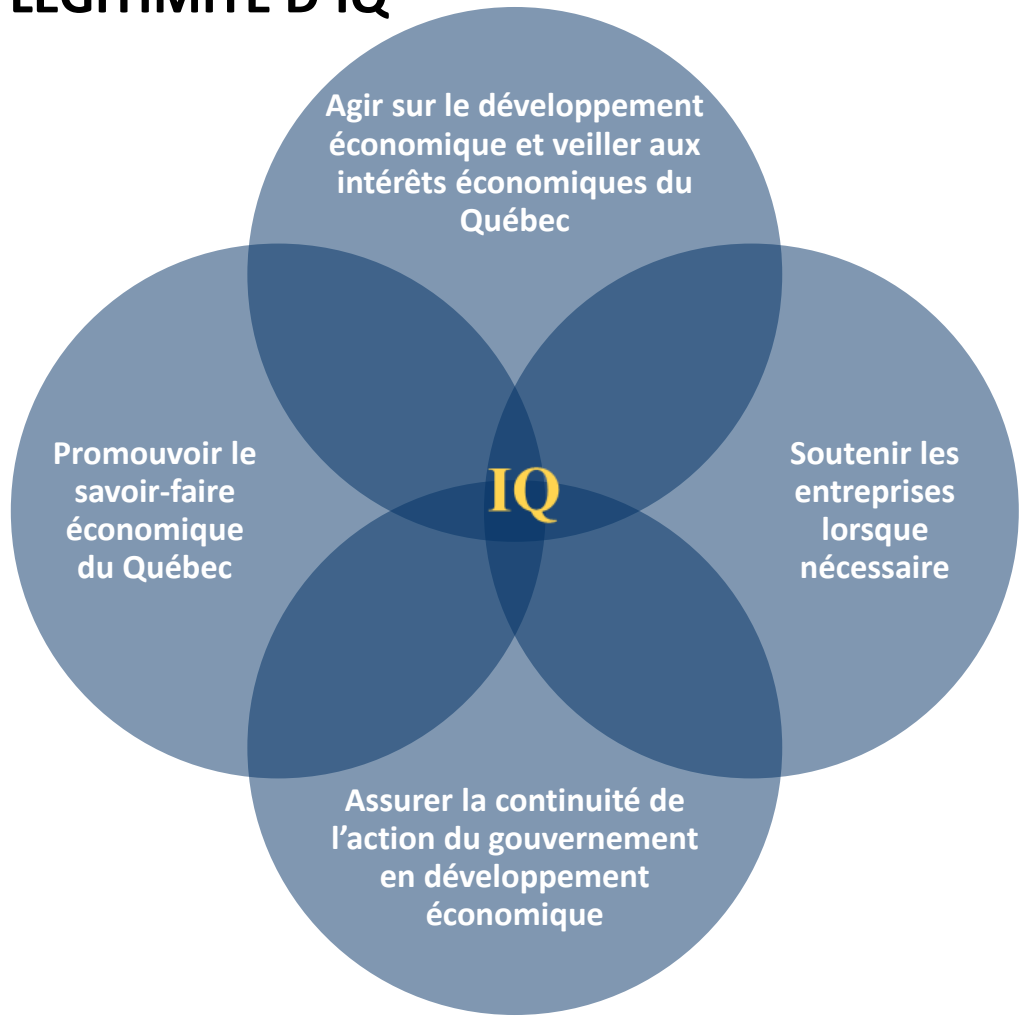 LÉGITIMITÉ D'IQ
Agir sur le développement
économique et veiller aux
intérêts économiques du
Québec
Promouvoir le
savoir-faire
économique
du Québec
IQ
Soutenir les
entreprises
lorsque
nécessaire
Assurer la continuité de
l’action du gouvernement
en développement
économique